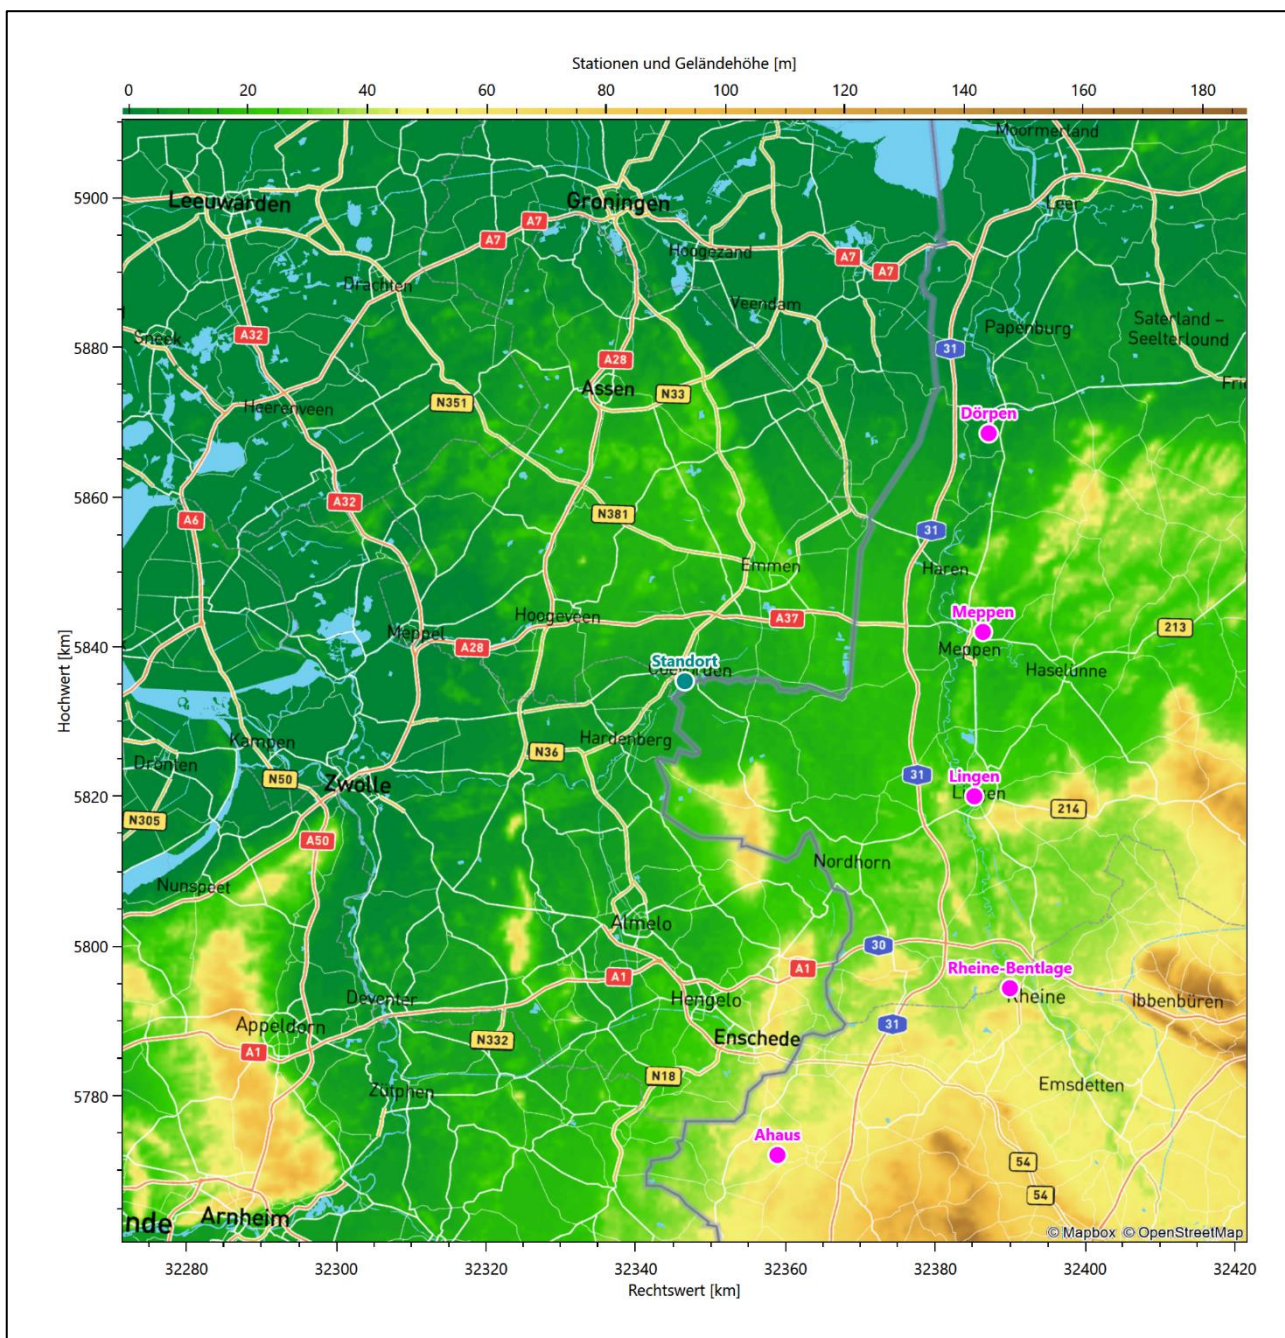 Stationen und Geländehöhe [m]
0 20 40 60 80 100 120 140 160 180
Moormerland
5900
Leeuwarden
Groningen
Leer
A7
A7
Hoogezand
A7
A7
Drachten
Veendam
Papenburg
Saterland –
Seelterlound
Sneek
A32
31
5880
A28
Assen
N33
Frie
Heerenveen
N351
Dörpen
5860
A32
A6
N381
31
Emmen
Haren
Hoogeveen
A37
Meppen
213
Meppel
A28
Meppen
5840
Standort
Haselünne
Hochwert [km]
Kampen
Hardenberg
Dronten
N36
N50
Zwolle
31
Lingen
5820
Lingen
214
N305
A50
Nordhorn
Nunspeet
Almelo
5800
30
A1
A1
Rheine-Bentlage
Deventer
Hengelo
Rheine
Ibbenbüren
Appeldorn
N332
Enschede
31
A1
N18
Zütphen
Emsdetten
5780
Ahaus
54
54
nde
Arnheim
© Mapbox © OpenStreetMap
32280 32300 32320 32340 32360 32380 32400 32420
Rechtswert [km]